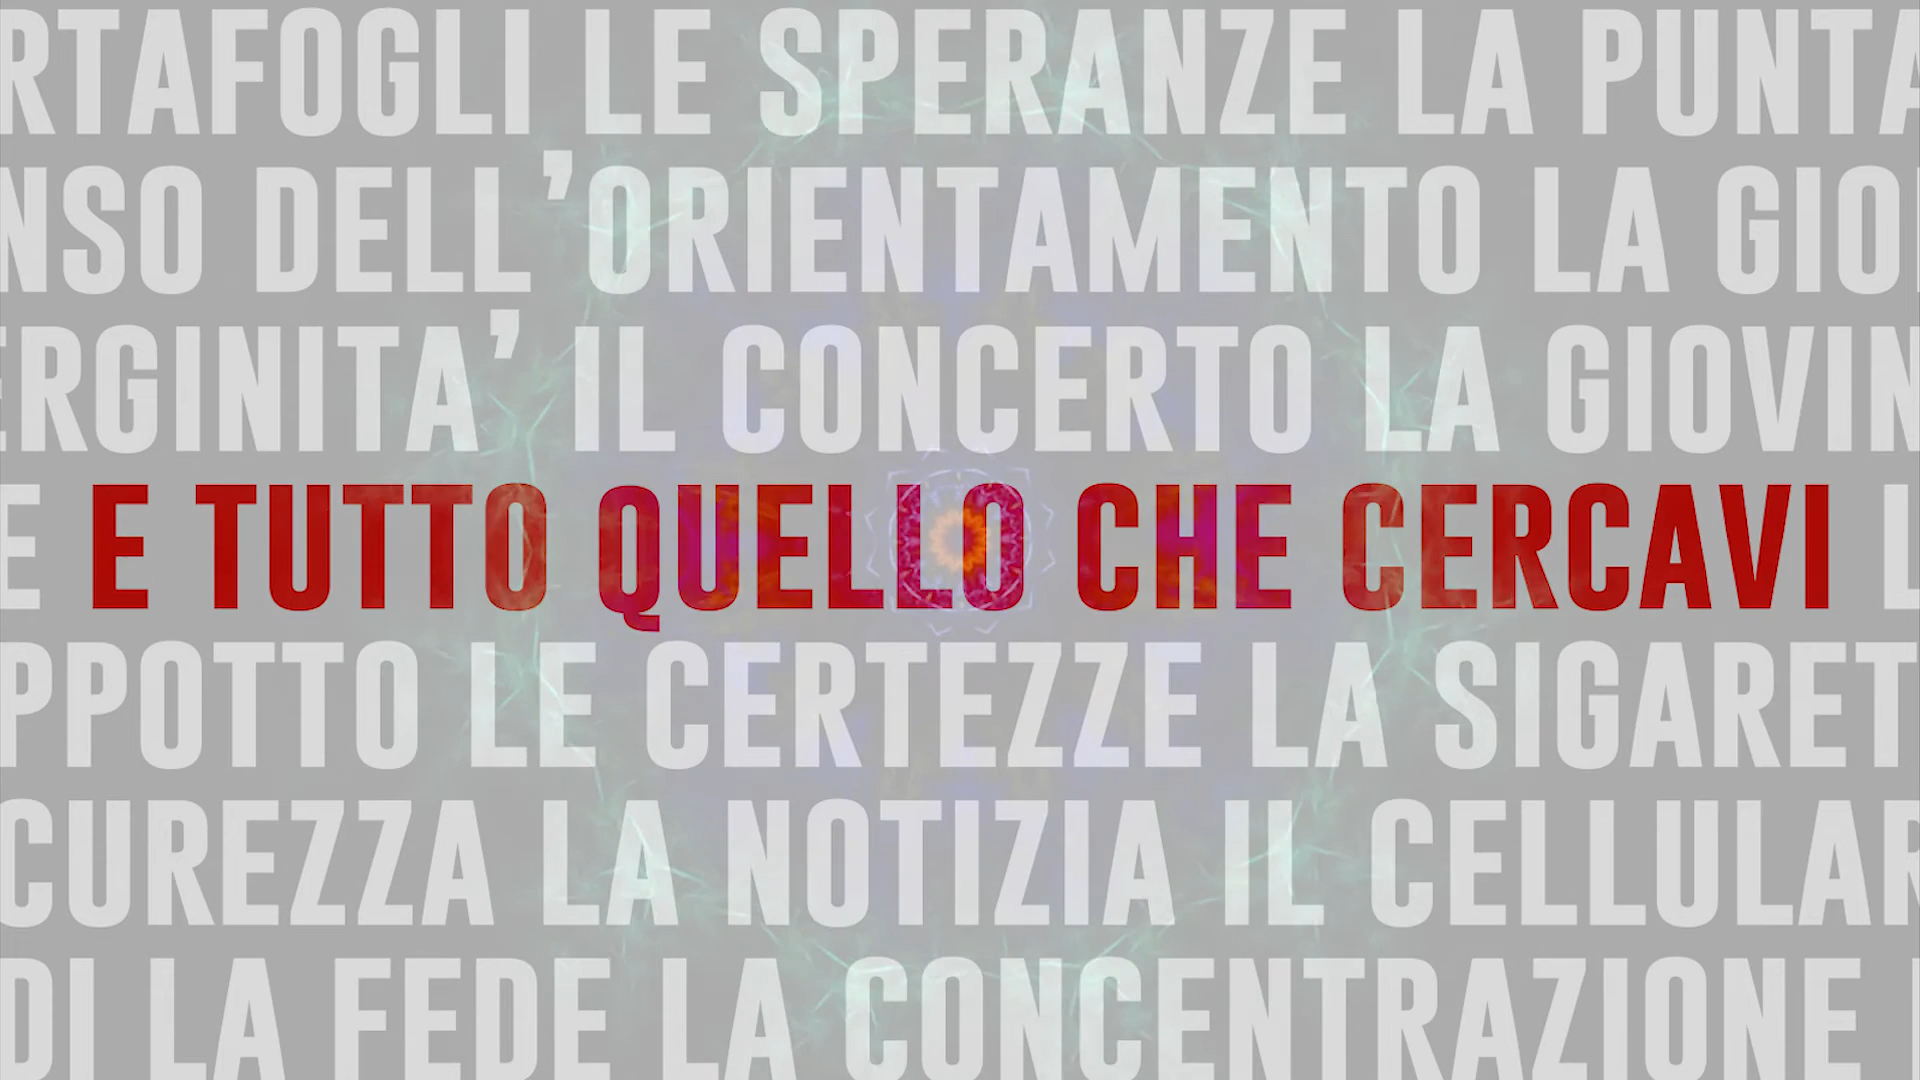 RTAFOGLI LE SPERANZE LA PUNTA
NSO DELL'ORIENTAMENTO LA GIO
ERGINITA' IL CONCERTO LA GIOVIN
E E TUTTO QUELLO CHE CERCAVI L
PPOTTO LE CERTEZZE LA SIGARET
CUREZZA LA NOTIZIA IL CELLULAR
DI LA FEDE LA CONCENTRAZIONE